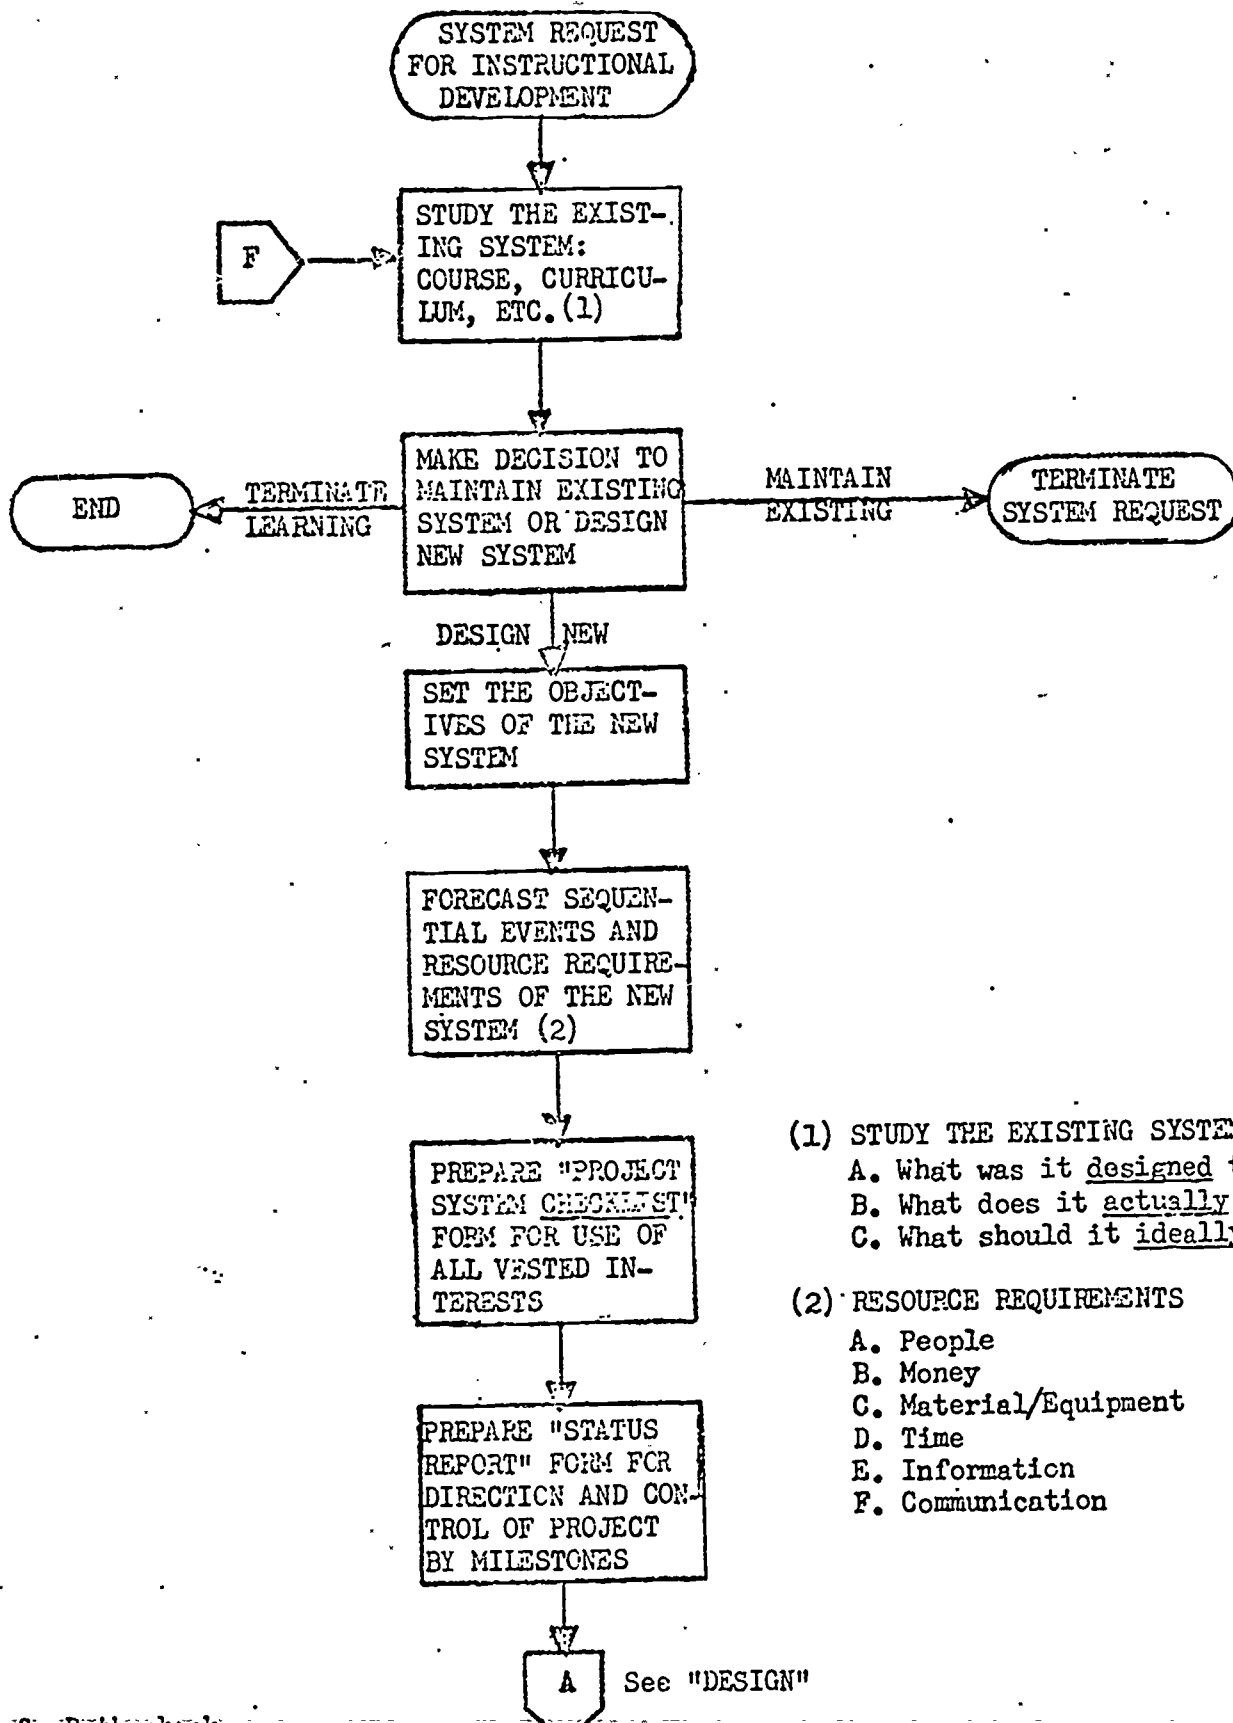 SYSTEM REQUEST
FOR INSTRUCTIONAL
DEVELOPMENT
F
STUDY THE EXIST-
ING SYSTEM:
COURSE, CURRICU-
LUM, ETC.(1)
MAKE DECISION TO
MAINTAIN EXISTING
SYSTEM OR DESIGN
NEW SYSTEM
END
TERMINATE
LEARNING
MAINTAIN
EXISTING
TERMINATE
SYSTEM REQUEST
DESIGN NEW
SET THE OBJECT-
IVES OF THE NEW
SYSTEM
FORECAST SEQUEN-
TIAL EVENTS AND
RESOURCE REQUIRE-
MENTS OF THE NEW
SYSTEM (2)
PREPARE "PROJECT
SYSTEM CHECKLIST"
FORM FOR USE OF
ALL VESTED IN-
TERESTS
PREPARE "STATUS
REPORT" FORM FOR
DIRECTION AND CON-
TROL OF PROJECT
BY MILESTONES
A See "DESIGN"
(1) STUDY THE EXISTING
A. What was it designed
B. What does it actually
C. What should it ideally
(2) RESOURCE REQUIREMENTS
A. People
B. Money
C. Material/Equipment
D. Time
E. Information
F. Communication